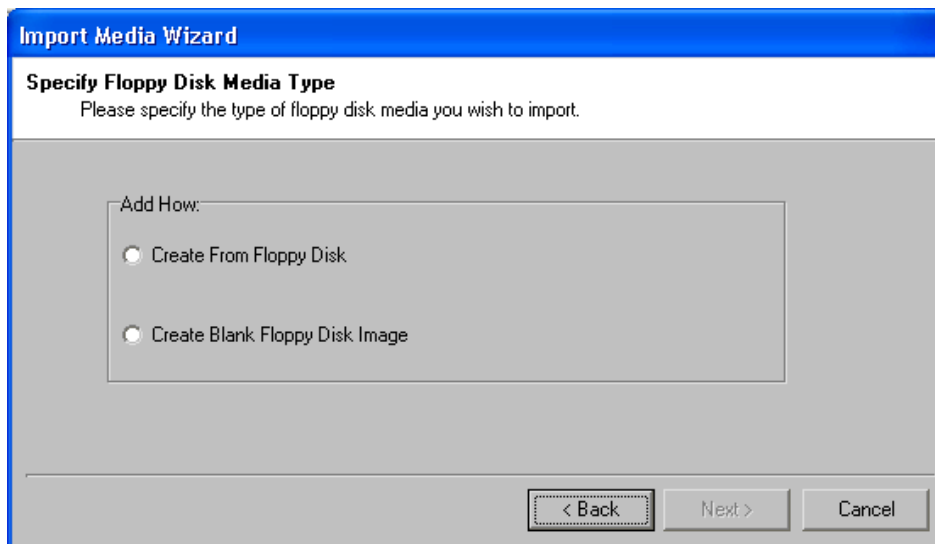 Import Media Wizard
Specify Floppy Disk Media Type
Please specify the type of floppy disk media you wish to import.
Add How:
Create From Floppy Disk
Create Blank Floppy Disk Image
< Back Next > Cancel